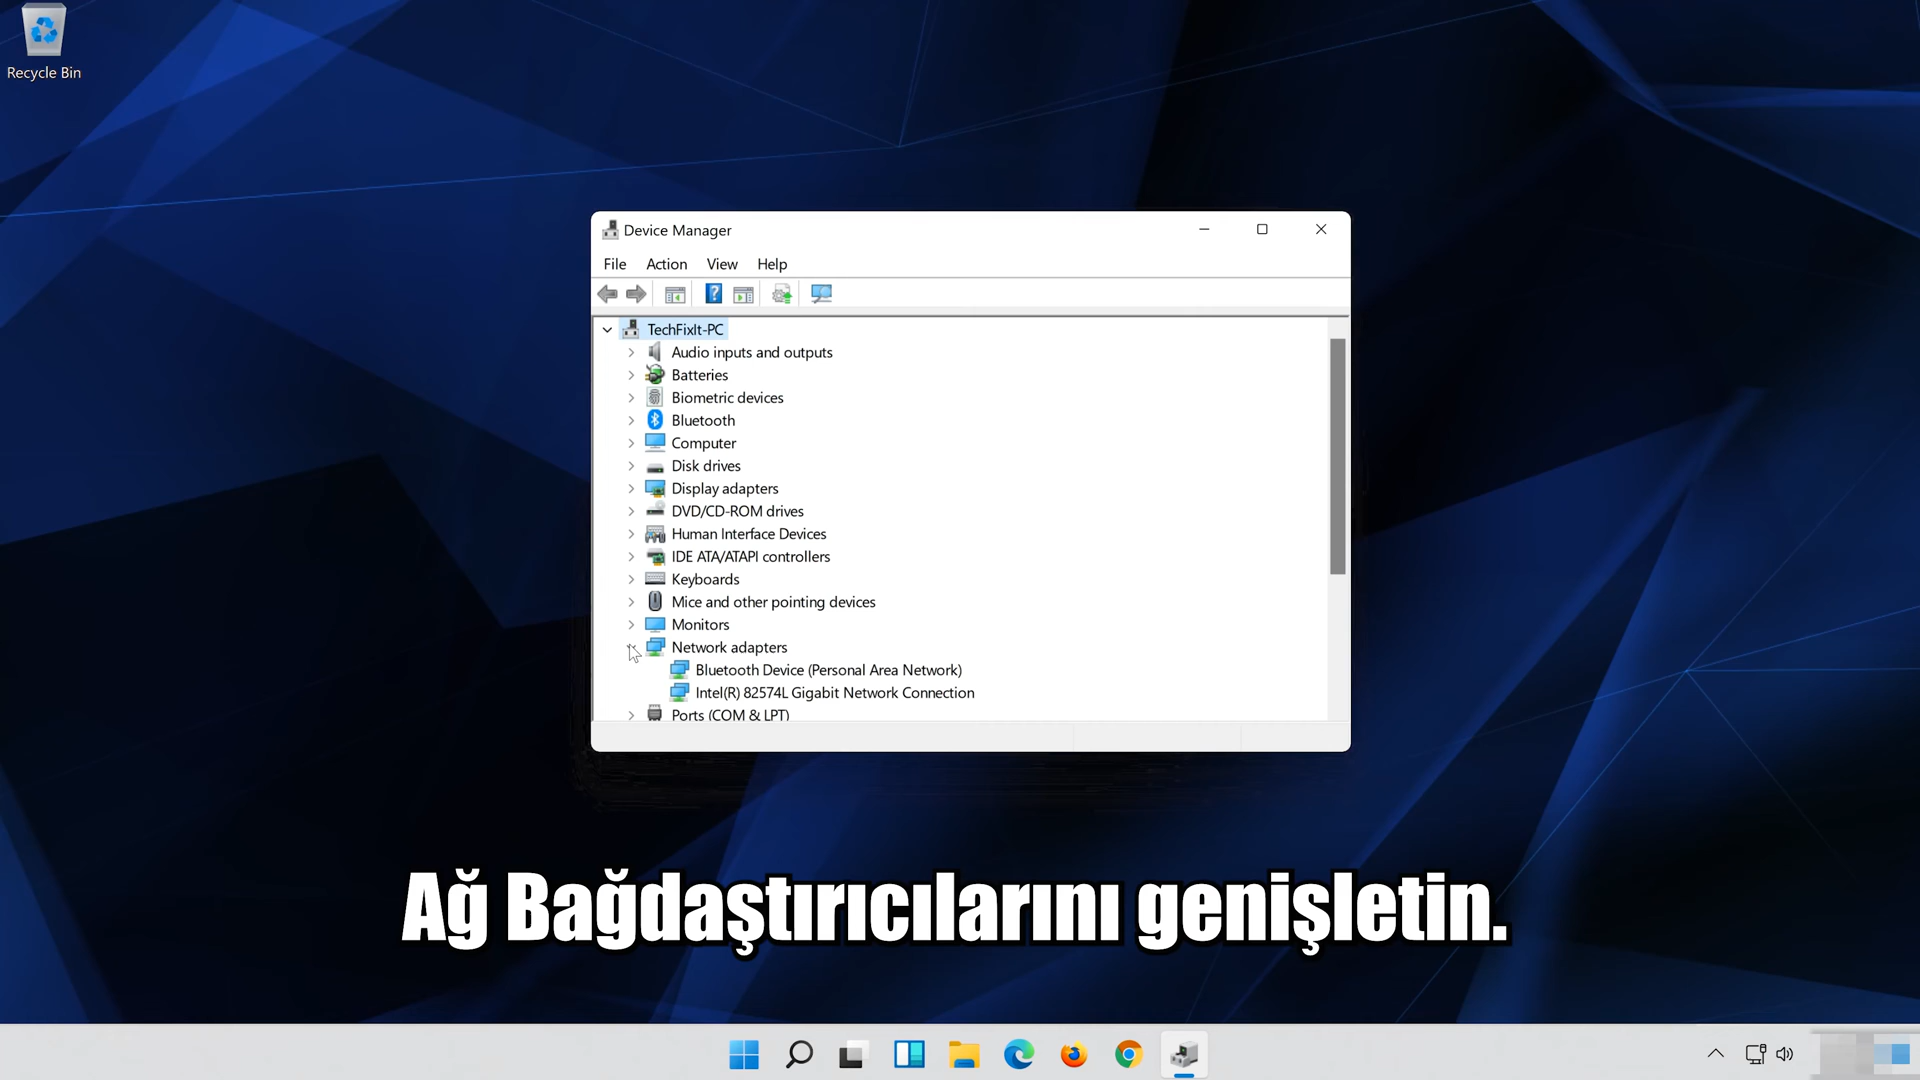 Recycle Bin
Device Manager
File Action View Help
TechFixIt-PC
Audio inputs and outputs
Batteries
Biometric devices
Bluetooth
Computer
Disk drives
Display adapters
DVD/CD-ROM drives
Human Interface Devices
IDE ATA/ATAPI controllers
Keyboards
Mice and other pointing devices
Monitors
Network adapters
Bluetooth Device (Personal Area Network)
Intel(R) 82574L Gigabit Network Connection
Ports (COM & LPT)
Ağ Bağdaştırıcılarını genişletin.